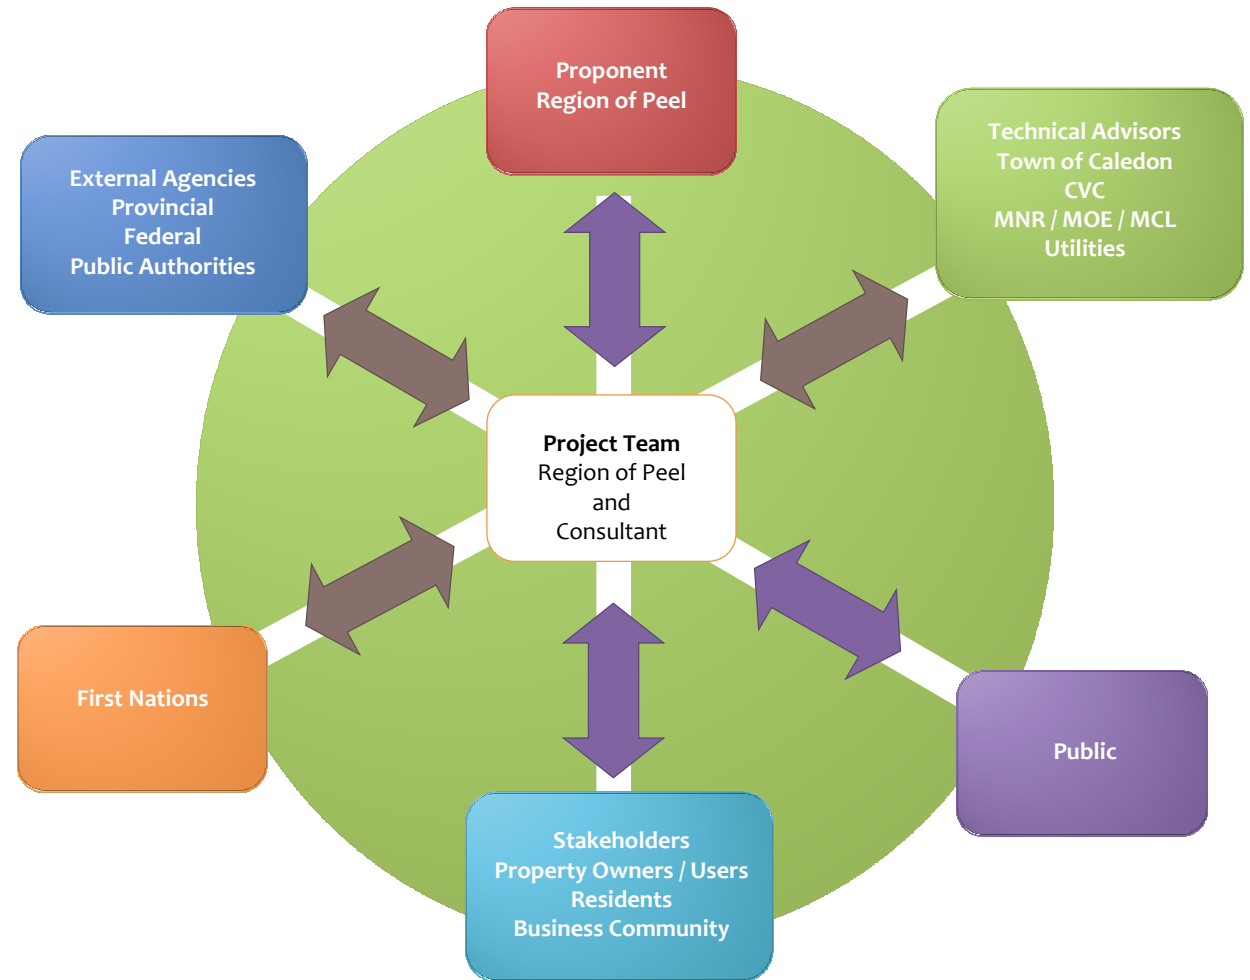 Proponent
Region of Peel
Technical Advisors
Town of Caledon
CVC
MNR / MOE / MCL
Utilities
External Agencies
Provincial
Federal
Public Authorities
Project Team
Region of Peel
and
Consultant
First Nations
Public
Stakeholders
Property Owners / Users
Residents
Business Community